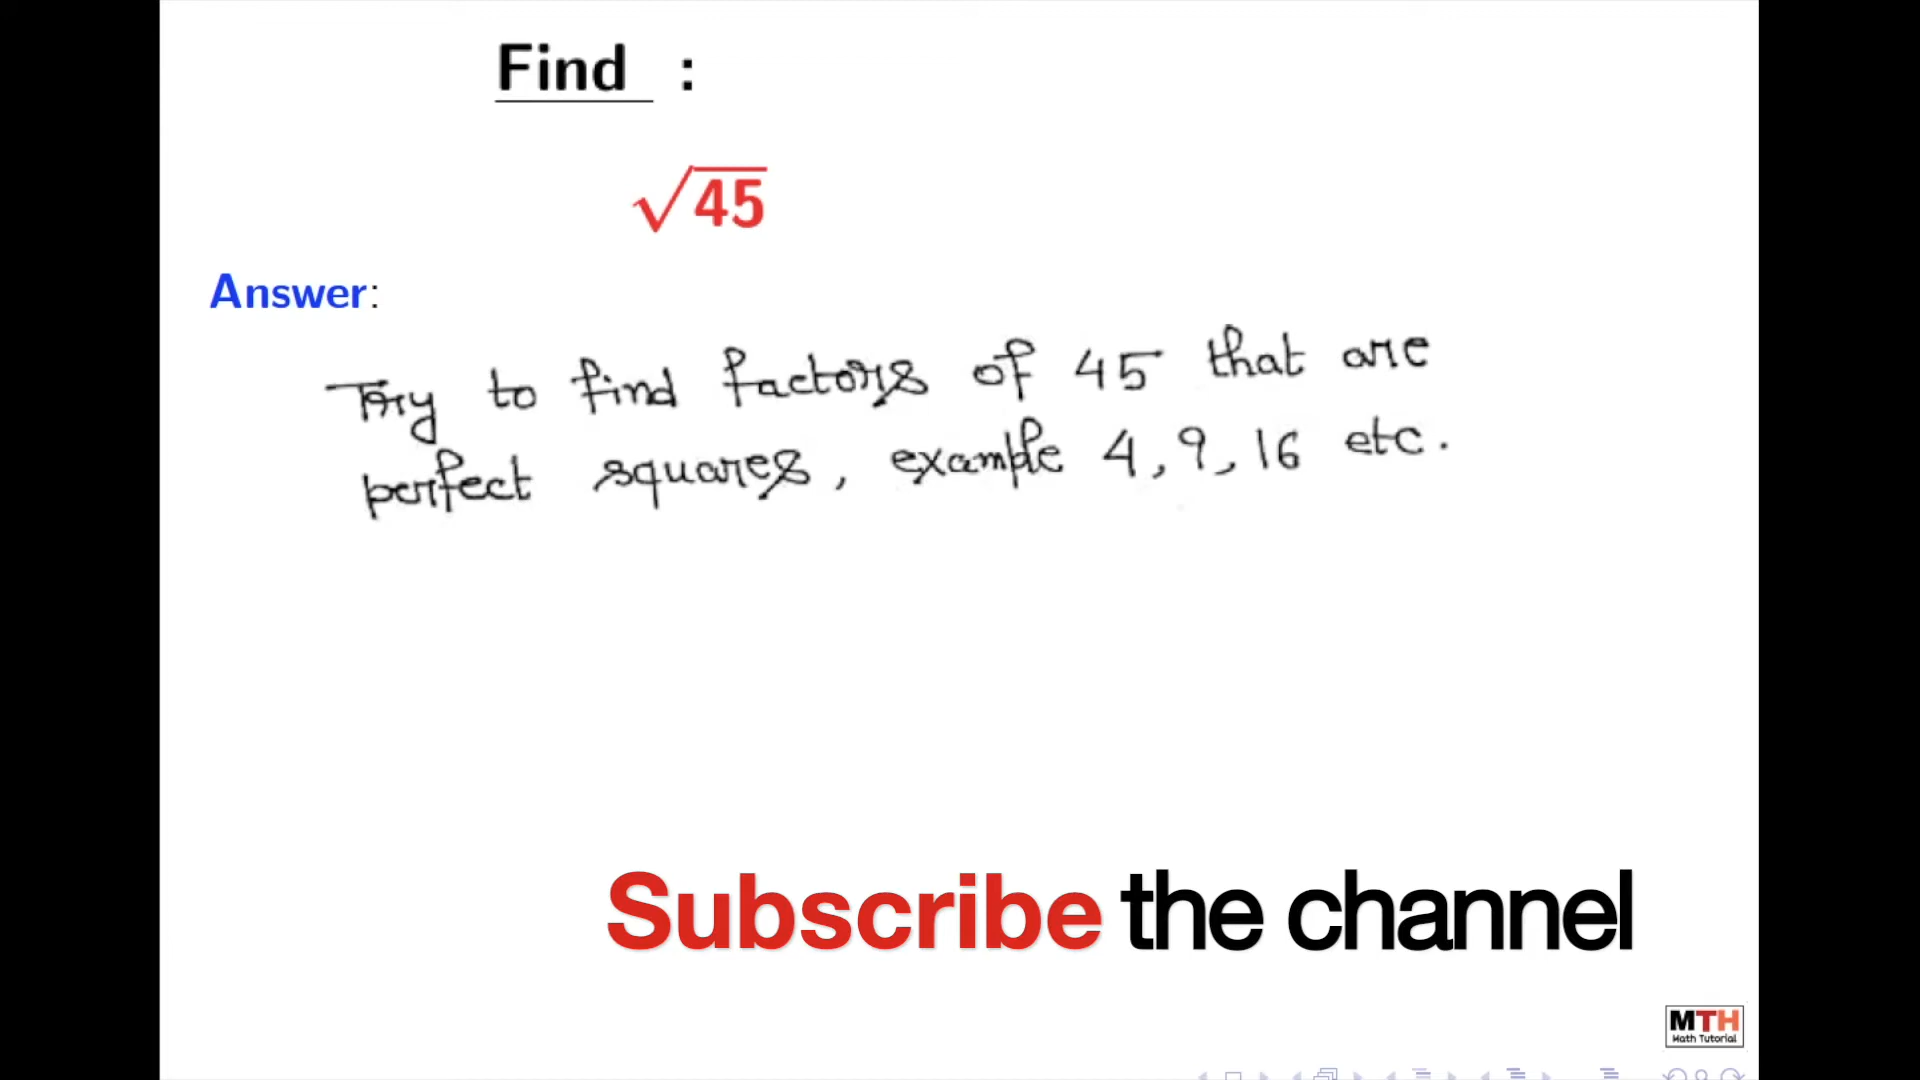 Find :
√45
Answer:
Try to find factors of 45 that are
perfect squares, example 4, 9, 16 etc.
Subscribe the channel
MTH
Math Tutorial